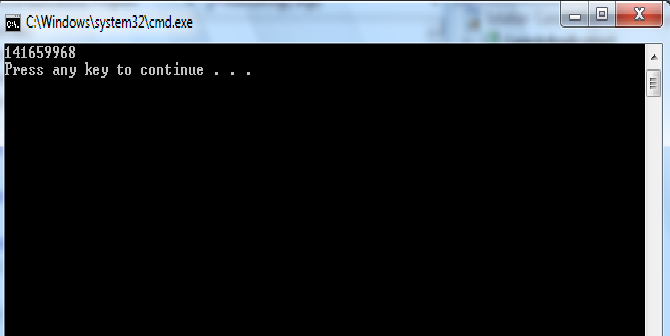 C:\Windows\system32\cmd.exe
141659968
Press any key to continue . . .